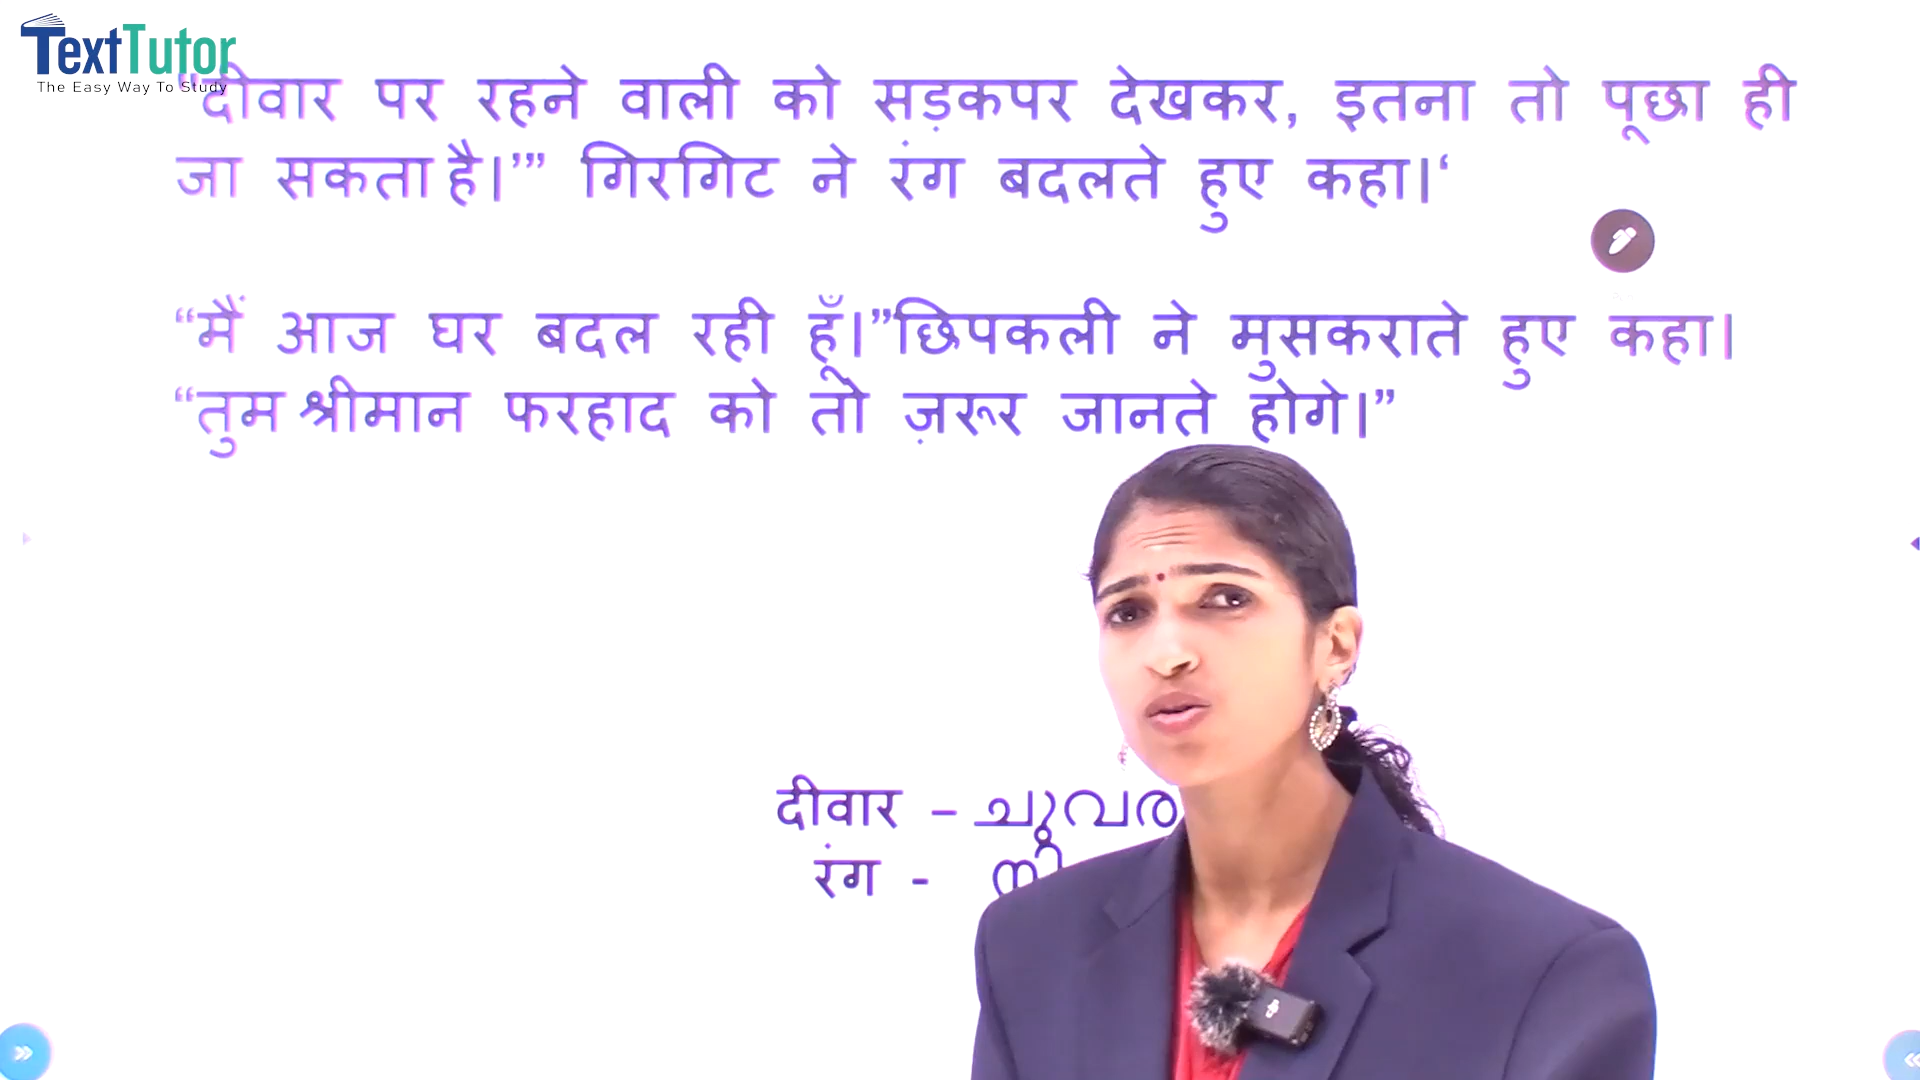 TextTutor
The Easy Way To Study
“दीवार पर रहने वाली को सड़कपर देखकर, इतना तो पूछा ही
जा सकता है।’” गिरगिट ने रंग बदलते हुए कहा।‘
“मैं आज घर बदल रही हूँ।”छिपकली ने मुसकराते हुए कहा।
“तुम श्रीमान फरहाद को तो ज़रूर जानते होगे।”
दीवार –
रंग -